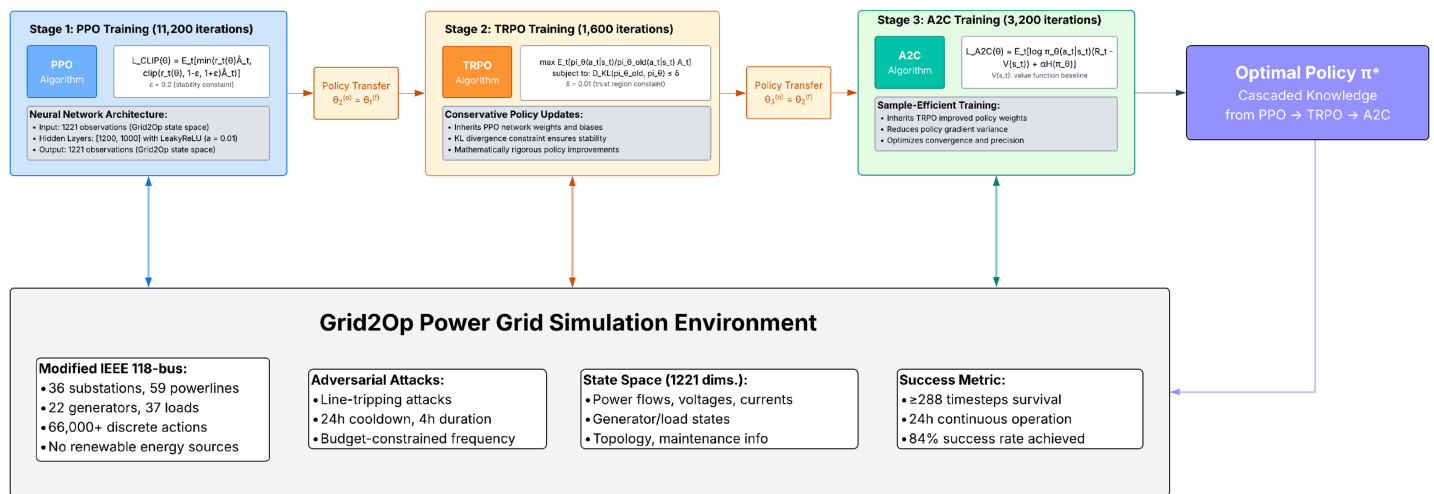 Stage 1: PPO Training (11,200 iterations)
PPO
Algorithm
L_CLIP(θ) = E_t[min(r_t(θ)Â_t,
clip(r_t(θ), 1-ε, 1+ε)Â_t)]
ε = 0.2 (stability constraint)
Neural Network Architecture:
• Input: 1221 observations (Grid2Op state space)
• Hidden Layers: [1200, 1000] with LeakyReLU (a = 0.01)
• Output: 1221 observations (Grid2Op state space)
Policy Transfer
θ₂⁽⁰⁾ = θ₁⁽ᶠ⁾
Stage 2: TRPO Training (1,600 iterations)
TRPO
Algorithm
max E_t[pi_θ(a_t|s_t)/pi_θ_old(a_t|s_t) A_t]
subject to: D_KL(pi_θ_old, pi_θ) ≤ δ
δ = 0.01 (trust region constaint)
Conservative Policy Updates:
• Inherits PPO network weights and biases
• KL divergence constraint ensures stability
• Mathematically rigorous policy improvements
Policy Transfer
θ₃⁽⁰⁾ = θ₂⁽ᶠ⁾
Stage 3: A2C Training (3,200 iterations)
A2C
Algorithm
L_A2C(θ) = E_t[log π_θ(a_t|s_t)(R_t -
V(s_t)) + αH(π_θ)]
V(s_t): value function baseline
Sample-Efficient Training:
• Inherits TRPO improved policy weights
• Reduces policy gradient variance
• Optimizes convergence and precision
Optimal Policy π*
Cascaded Knowledge
from PPO → TRPO → A2C
Grid2Op Power Grid Simulation Environment
Modified IEEE 118-bus:
• 36 substations, 59 powerlines
• 22 generators, 37 loads
• 66,000+ discrete actions
• No renewable energy sources
Adversarial Attacks:
• Line-tripping attacks
• 24h cooldown, 4h duration
• Budget-constrained frequency
State Space (1221 dims.):
• Power flows, voltages, currents
• Generator/load states
• Topology, maintenance info
Success Metric:
• ≥288 timesteps survival
• 24h continuous operation
• 84% success rate achieved